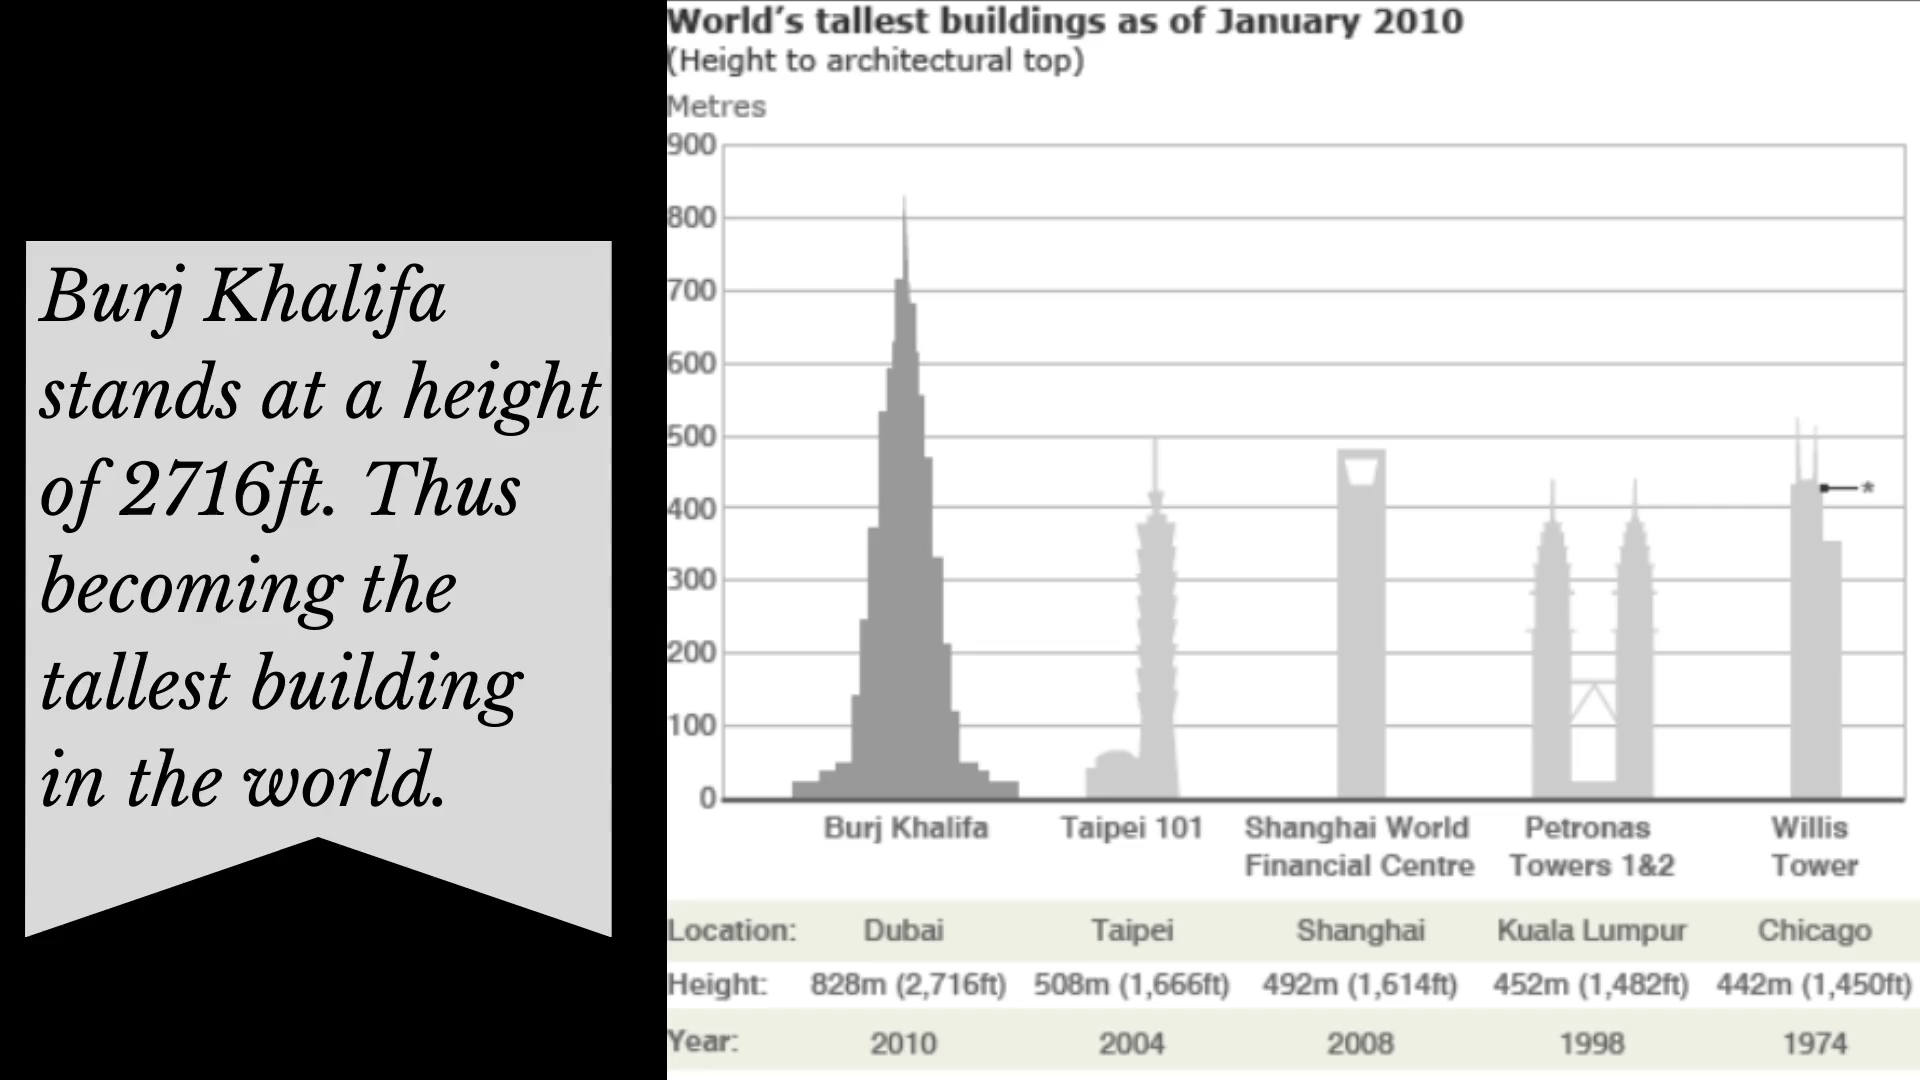 Burj Khalifa
stands at a height
of 2716ft. Thus
becoming the
tallest building
in the world.
World's tallest buildings as of January 2010
(Height to architectural top)
Metres
900
800
700
600
500
400
300
200
100
0
*
Burj Khalifa Taipei 101 Shanghai World Petronas Willis
Financial Centre Towers 1&2 Tower
Location: Dubai Taipei Shanghai Kuala Lumpur Chicago
Height: 828m (2,716ft) 508m (1,666ft) 492m (1,614ft) 452m (1,482ft) 442m (1,450ft)
Year: 2010 2004 2008 1998 1974